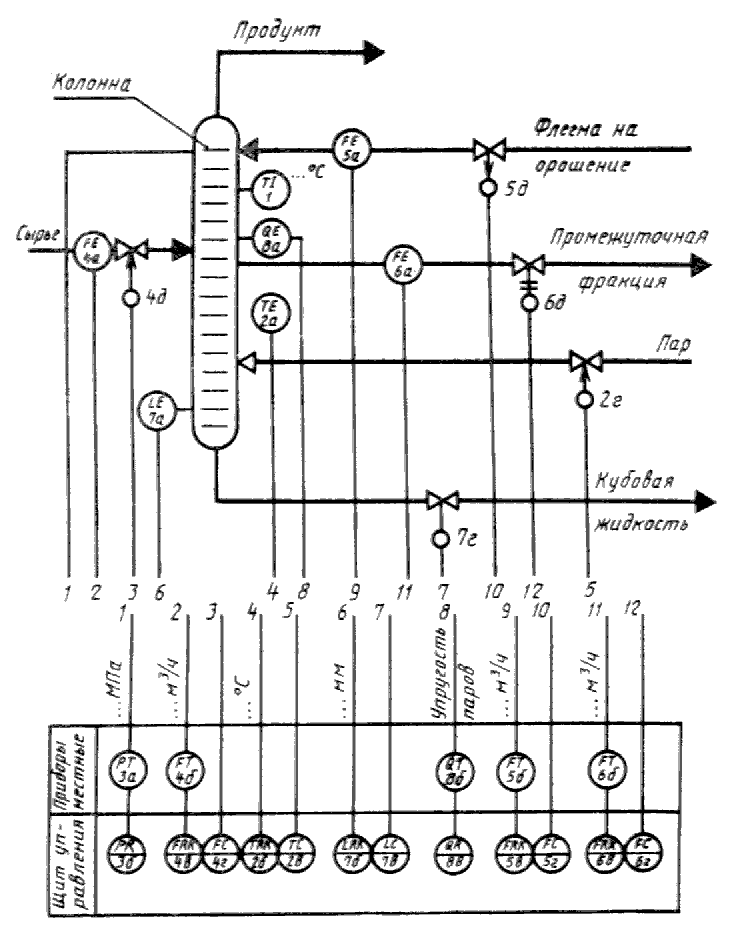 Продукт
Колонна
FE
5а
Флегма на
орошение
...°C
TI
1
5д
Сырье
FE
4а
QE
8а
Промежуточная
фракция
FE
6а
4д
6д
TE
2а
Пар
LE
7а
2г
Кубовая
жидкость
7г
1 2 3 6 4 8 9 11 7 10 12 5
1 2 3 4 5 6 7 8 9 10 11 12
...МПа
...м³/ч
...°C
...мм
Упругость
паров
...м³/ч
...м³/ч
Приборы
местные
PT
3а
FT
4б
QT
8б
FT
5б
FT
6б
Щит уп-
равления
PR
3б
FRK
4в
FC
4г
TRK
2б
TC
2в
LRK
7б
LC
7в
QR
8в
FRK
5в
FC
5г
FRK
6в
FC
6г